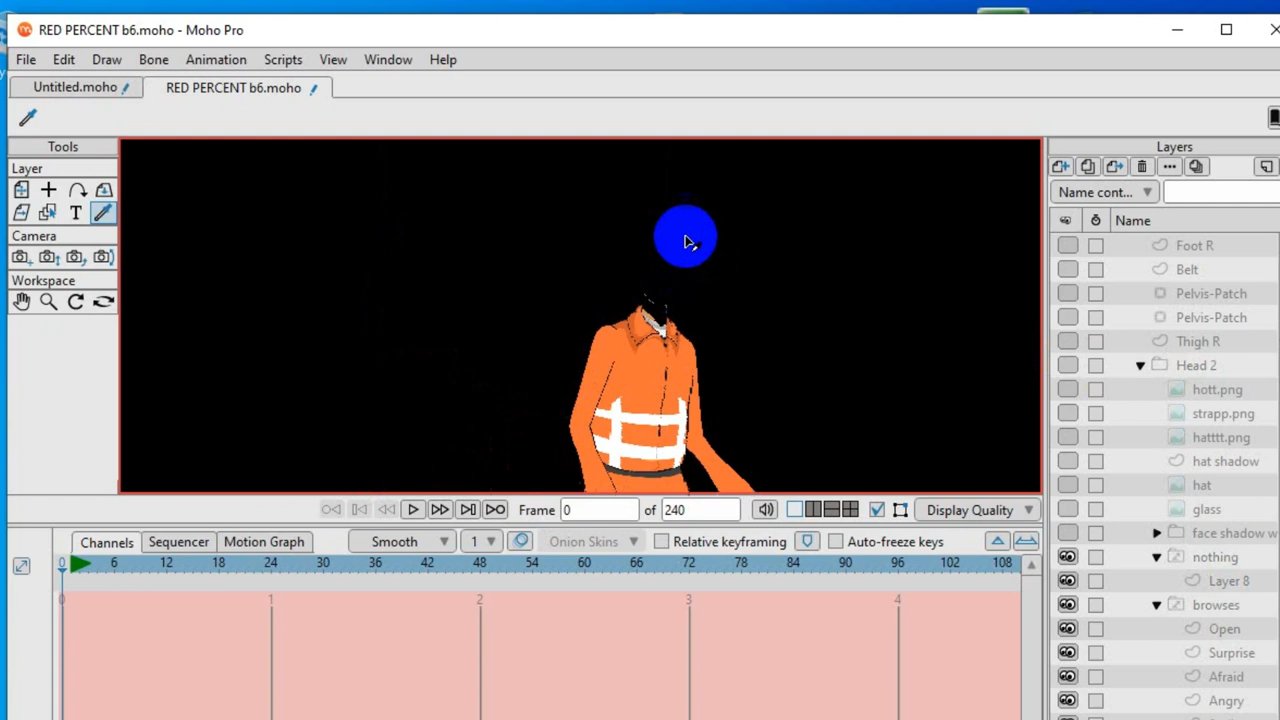 RED PERCENT b6.moho - Moho Pro
File Edit Draw Bone Animation Scripts View Window Help
Untitled.moho RED PERCENT b6.moho
Tools
Layer
T
Camera
Workspace
Frame 0 of 240 Display Quality
Channels Sequencer Motion Graph Smooth 1 Onion Skins Relative keyframing Auto-freeze keys
0 6 12 18 24 30 36 42 48 54 60 66 72 78 84 90 96 102 108
0 1 2 3 4
Layers
Name cont...
Name
Foot R
Belt
Pelvis-Patch
Pelvis-Patch
Thigh R
Head 2
hott.png
strapp.png
hatttt.png
hat shadow
hat
glass
face shadow w
nothing
Layer 8
browses
Open
Surprise
Afraid
Angry